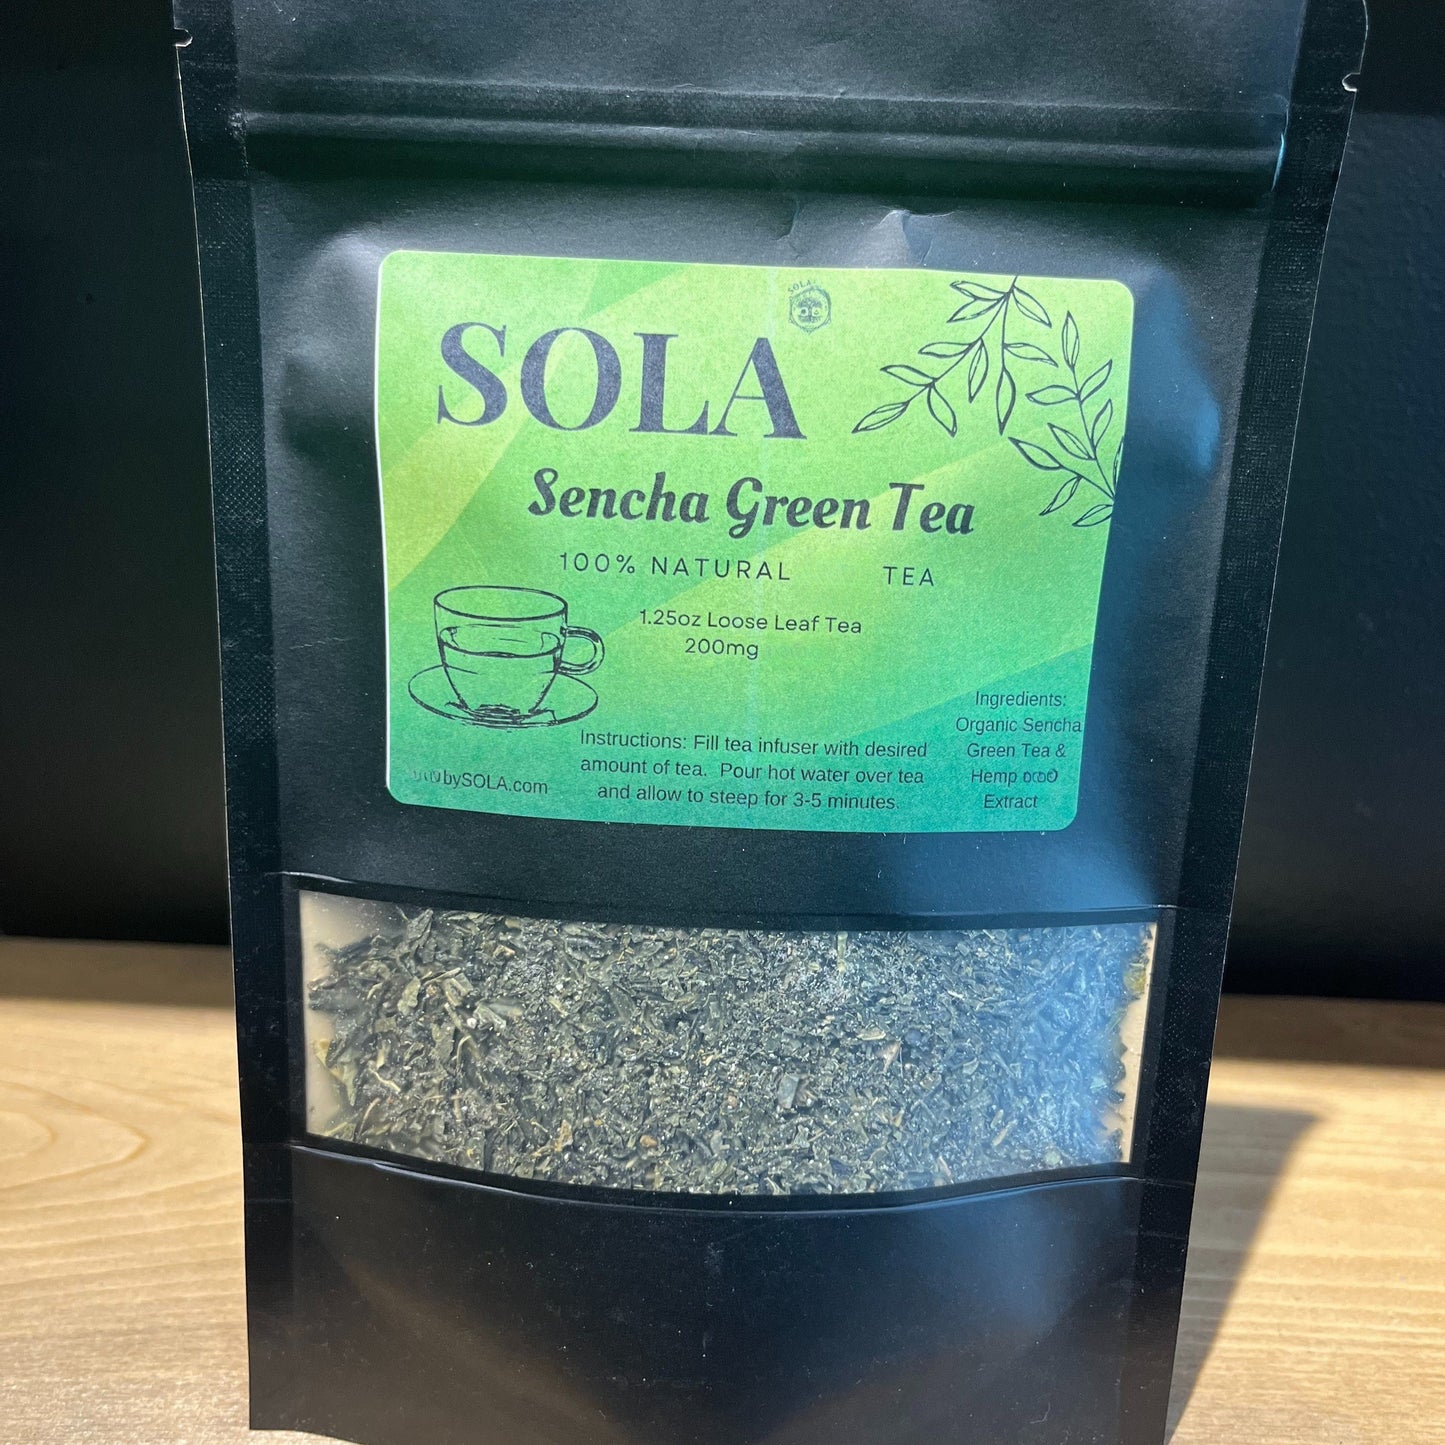 SOLA
SOLA
Sencha Green Tea
100% NATURAL TEA
1.25oz Loose Leaf Tea
200mg
Instructions: Fill tea infuser with desired
amount of tea. Pour hot water over tea
and allow to steep for 3-5 minutes.
bySOLA.com
Ingredients:
Organic Sencha
Green Tea &
Hemp
Extract